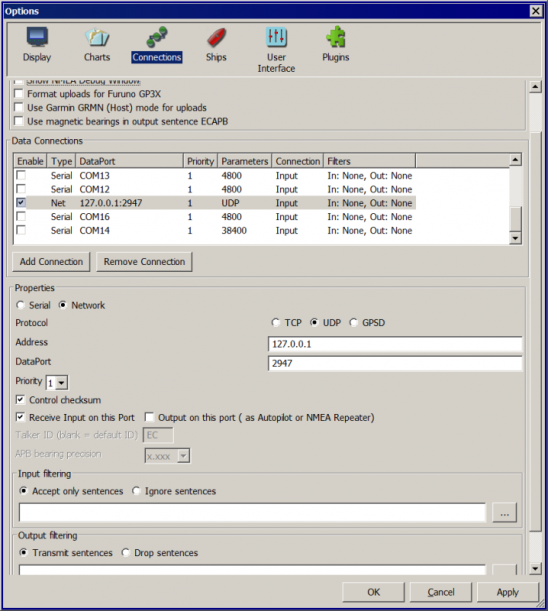 Options
Display Charts Connections Ships User Interface Plugins
Show NMEA Debug Window
Format uploads for Furuno GP3X
Use Garmin GRMN (Host) mode for uploads
Use magnetic bearings in output sentence ECAPB
Data Connections
Enable Type DataPort Priority Parameters Connection Filters
Serial COM13 1 4800 Input In: None, Out: None
Serial COM12 1 4800 Input In: None, Out: None
Net 127.0.0.1:2947 1 UDP Input In: None, Out: None
Serial COM16 1 4800 Input In: None, Out: None
Serial COM14 1 38400 Input In: None, Out: None
Add Connection Remove Connection
Properties
Serial Network
Protocol TCP UDP GPSD
Address 127.0.0.1
DataPort 2947
Priority 1
Control checksum
Receive Input on this Port Output on this port ( as Autopilot or NMEA Repeater)
Talker ID (blank = default ID) EC
APB bearing precision x.xxx
Input filtering
Accept only sentences Ignore sentences
...
Output filtering
Transmit sentences Drop sentences
OK Cancel Apply